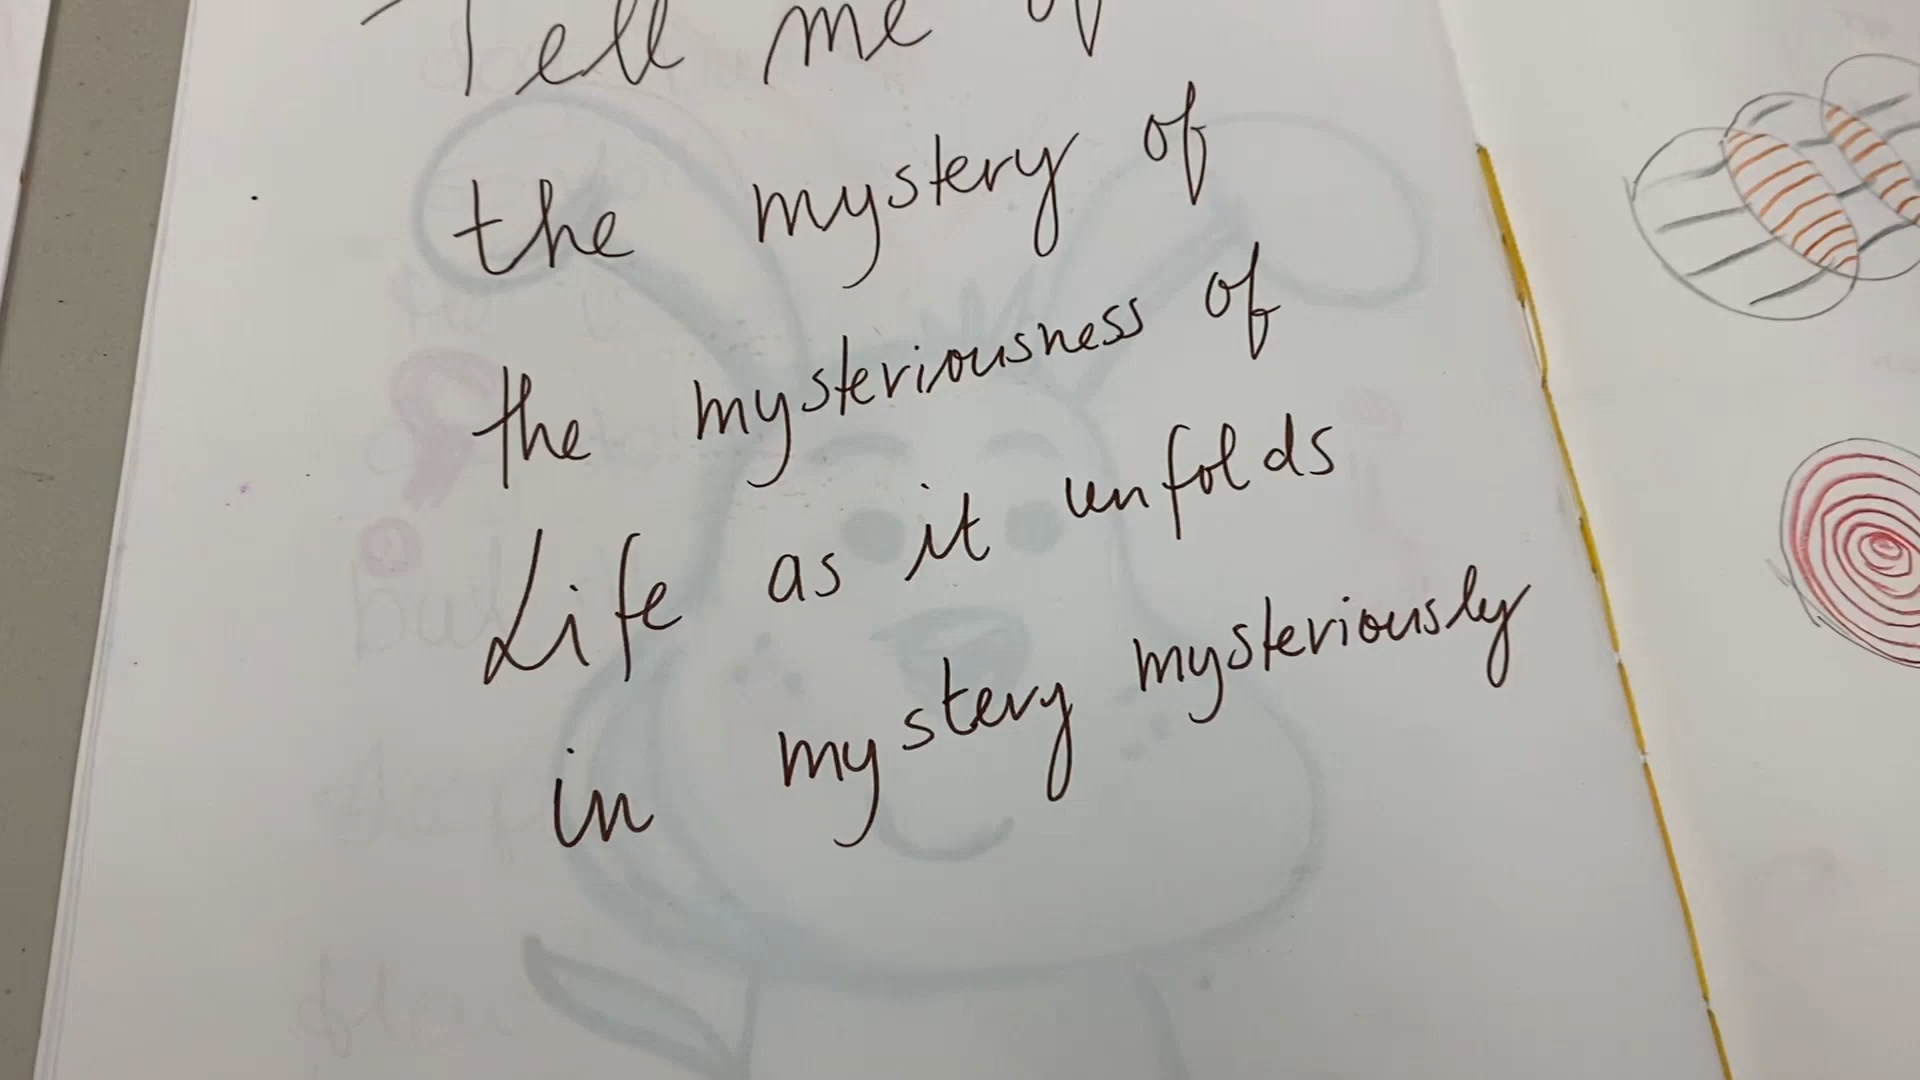 Tell me of
the mystery of
the mysteriousness of
Life as it unfolds
in mystery mysteriously